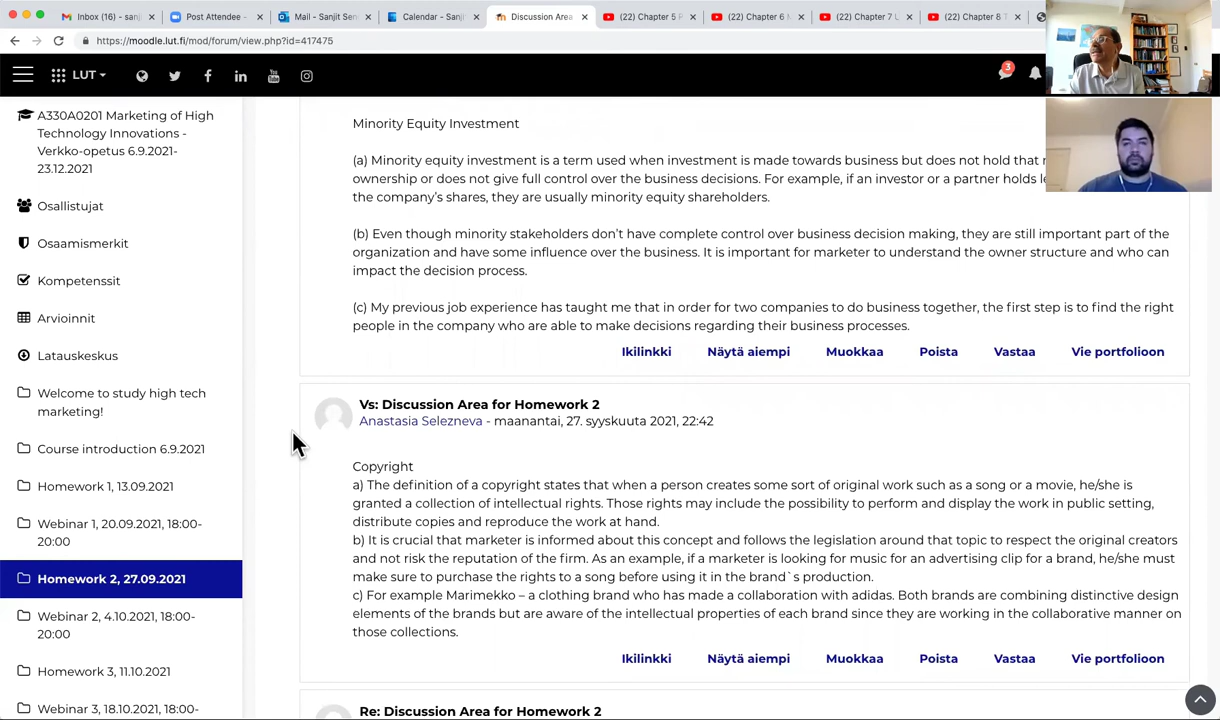 Inbox (16) - sanj
Post Attendee -
Mail - Sanjit Sen
Calendar - Sanji
Discussion Area
(22) Chapter 5 P
(22) Chapter 6 M
(22) Chapter 7 L
(22) Chapter 8 T
https://moodle.lut.fi/mod/forum/view.php?id=417475
LUT
3
A330A0201 Marketing of High
Technology Innovations -
Verkko-opetus 6.9.2021-
23.12.2021
Osallistujat
Osaamismerkit
Kompetenssit
Arvioinnit
Latauskeskus
Welcome to study high tech
marketing!
Course introduction 6.9.2021
Homework 1, 13.09.2021
Webinar 1, 20.09.2021, 18:00-
20:00
Homework 2, 27.09.2021
Webinar 2, 4.10.2021, 18:00-
20:00
Homework 3, 11.10.2021
Webinar 3, 18.10.2021, 18:00-
Minority Equity Investment
(a) Minority equity investment is a term used when investment is made towards business but does not hold that
ownership or does not give full control over the business decisions. For example, if an investor or a partner holds
the company's shares, they are usually minority equity shareholders.
(b) Even though minority stakeholders don't have complete control over business decision making, they are still important part of the
organization and have some influence over the business. It is important for marketer to understand the owner structure and who can
impact the decision process.
(c) My previous job experience has taught me that in order for two companies to do business together, the first step is to find the right
people in the company who are able to make decisions regarding their business processes.
Ikilinkki Näytä aiempi Muokkaa Poista Vastaa Vie portfolioon
Vs: Discussion Area for Homework 2
Anastasia Selezneva - maanantai, 27. syyskuuta 2021, 22:42
Copyright
a) The definition of a copyright states that when a person creates some sort of original work such as a song or a movie, he/she is
granted a collection of intellectual rights. Those rights may include the possibility to perform and display the work in public setting,
distribute copies and reproduce the work at hand.
b) It is crucial that marketer is informed about this concept and follows the legislation around that topic to respect the original creators
and not risk the reputation of the firm. As an example, if a marketer is looking for music for an advertising clip for a brand, he/she must
make sure to purchase the rights to a song before using it in the brand`s production.
c) For example Marimekko – a clothing brand who has made a collaboration with adidas. Both brands are combining distinctive design
elements of the brands but are aware of the intellectual properties of each brand since they are working in the collaborative manner on
those collections.
Ikilinkki Näytä aiempi Muokkaa Poista Vastaa Vie portfolioon
Re: Discussion Area for Homework 2